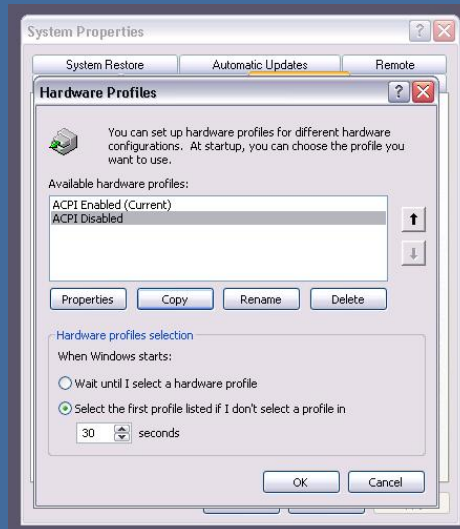 System Properties
System Restore
Automatic Updates
Remote
Hardware Profiles
You can set up hardware profiles for different hardware
configurations. At startup, you can choose the profile you
want to use.
Available hardware profiles:
ACPI Enabled (Current)
ACPI Disabled
Properties
Copy
Rename
Delete
Hardware profiles selection
When Windows starts:
Wait until I select a hardware profile
Select the first profile listed if I don't select a profile in
30 seconds
OK
Cancel